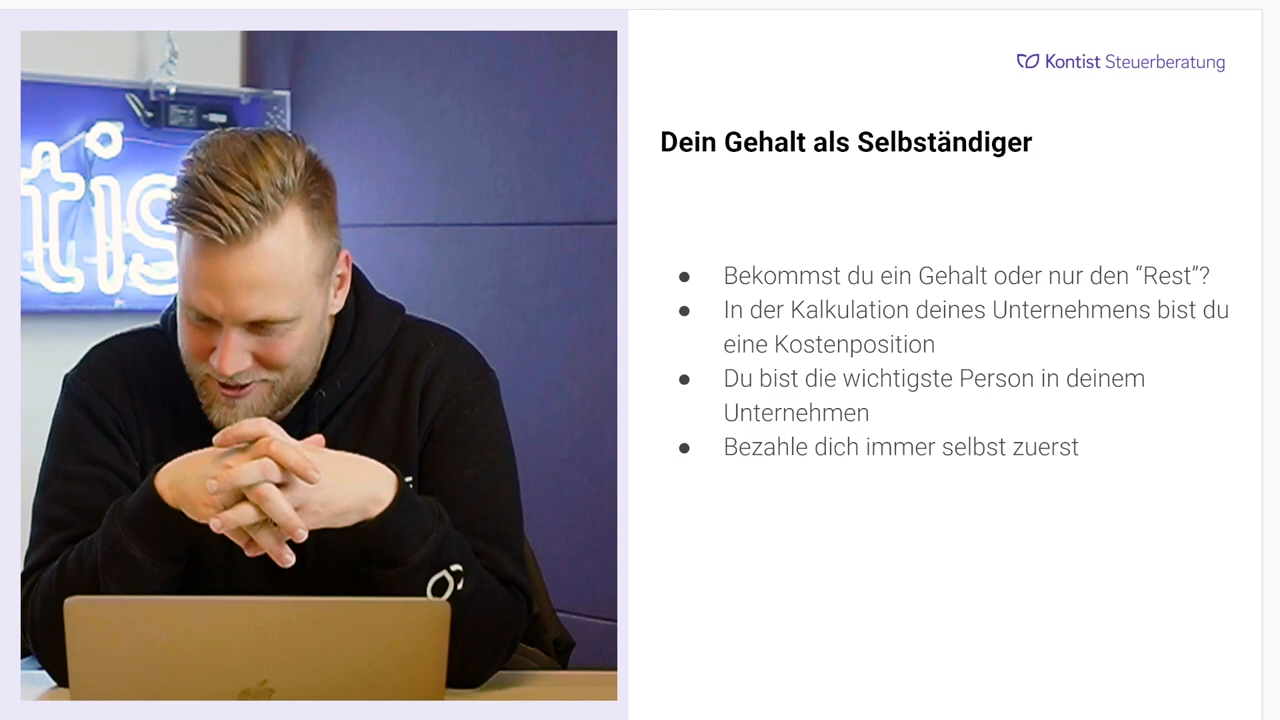 tis
Kontist Steuerberatung
Dein Gehalt als Selbständiger
● Bekommst du ein Gehalt oder nur den “Rest”?
● In der Kalkulation deines Unternehmens bist du
eine Kostenposition
● Du bist die wichtigste Person in deinem
Unternehmen
● Bezahle dich immer selbst zuerst